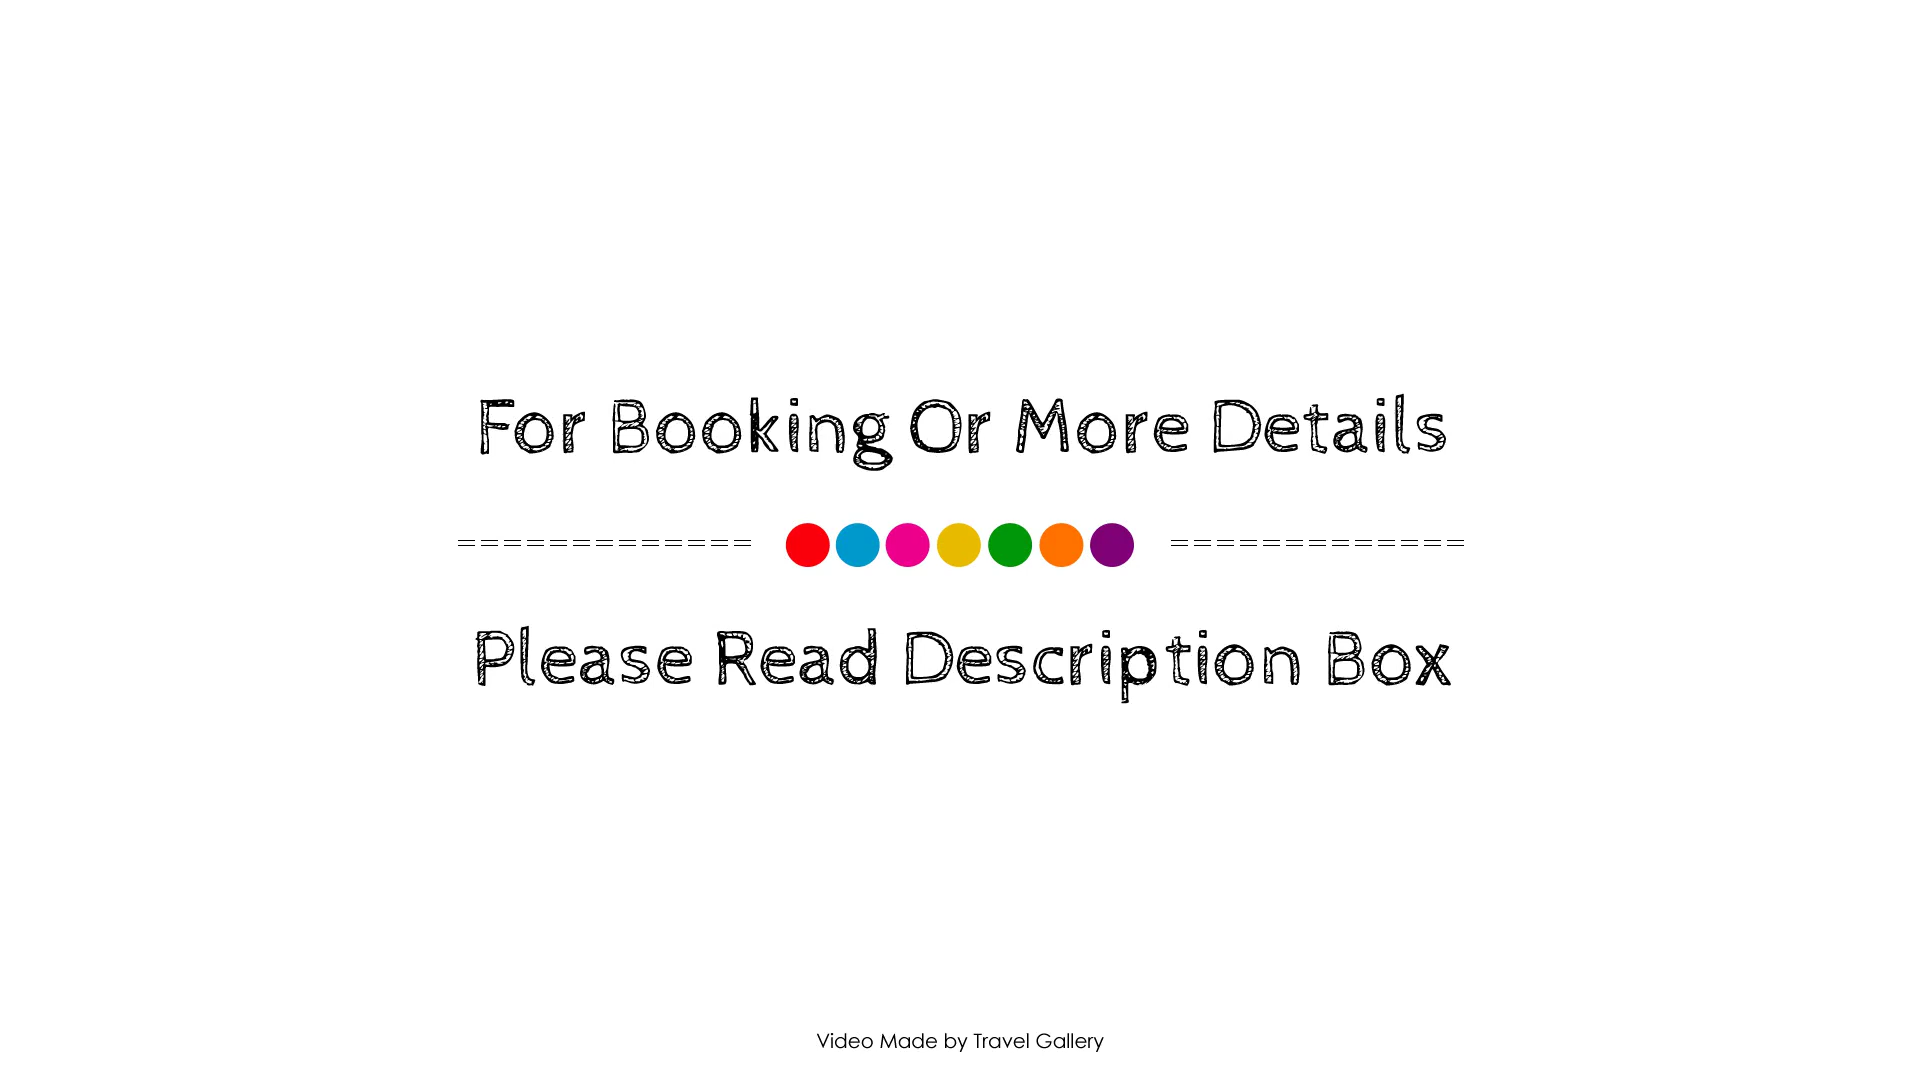 For Booking Or More Details
============= =============
Please Read Description Box
Video Made by Travel Gallery